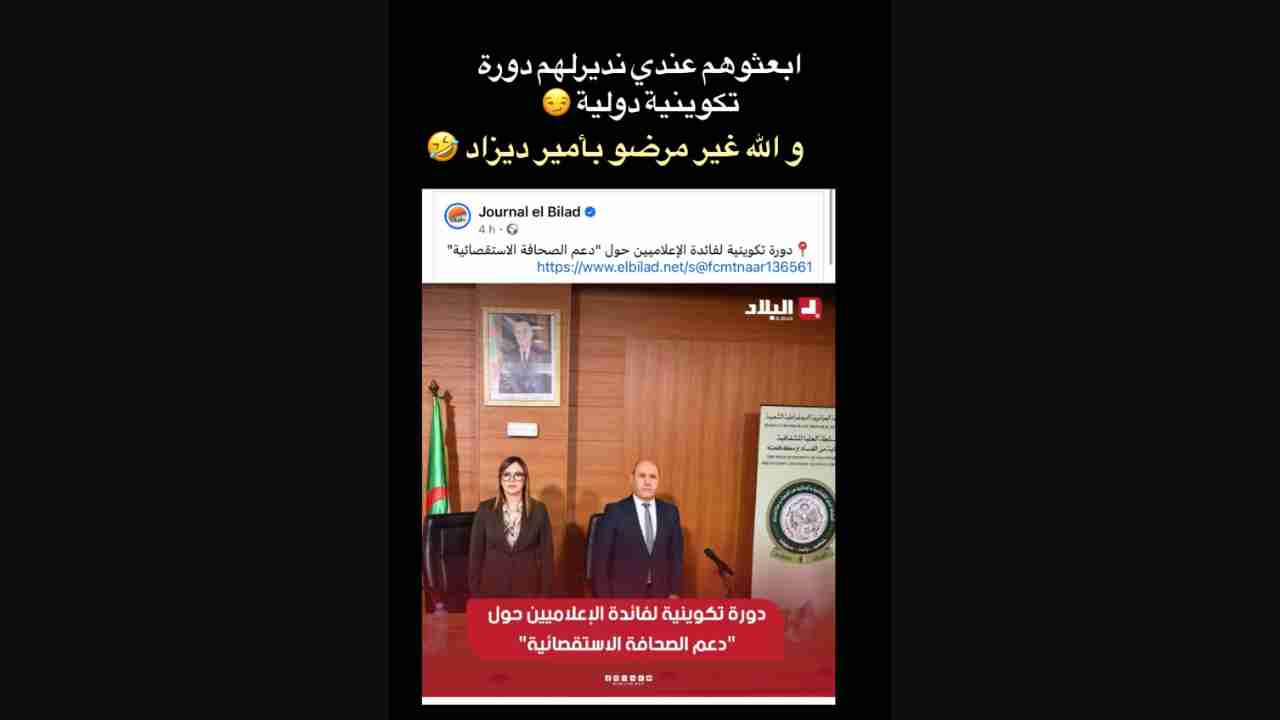 ابعثوهم عندي نديرلهم دورة
تكوينية دولية 😏
و الله غير مرضو بأمير ديزاد 🤣
Journal el Bilad
4 h ·
📍 دورة تكوينية لفائدة الإعلاميين حول "دعم الصحافة الاستقصائية"
https://www.elbilad.net/s@fcmtnaar136561
البلاد
دورة تكوينية لفائدة الإعلاميين حول
"دعم الصحافة الاستقصائية"